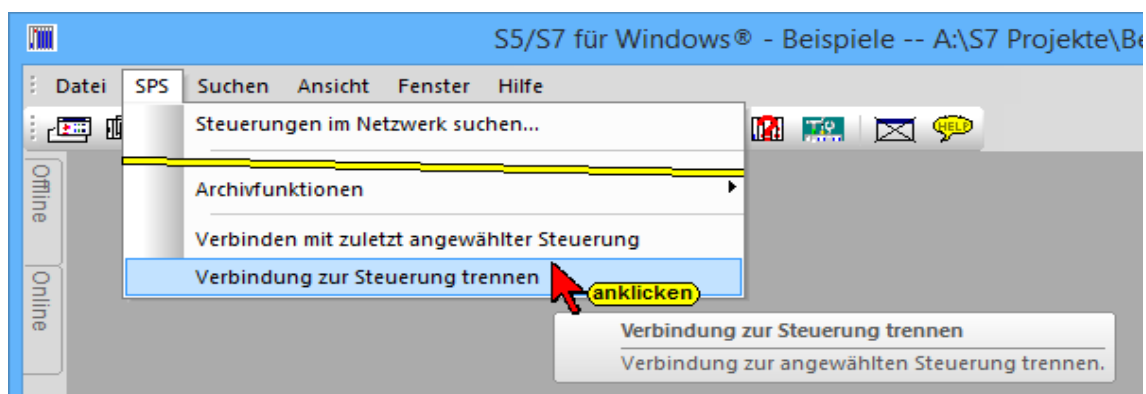 S5/S7 für Windows® - Beispiele -- A:\S7 Projekte\Be
Datei SPS Suchen Ansicht Fenster Hilfe
Steuerungen im Netzwerk suchen...
HELP
Offline
Archivfunktionen
Verbinden mit zuletzt angewählter Steuerung
Verbindung zur Steuerung trennen
anklicken
Online
Verbindung zur Steuerung trennen
Verbindung zur angewählten Steuerung trennen.